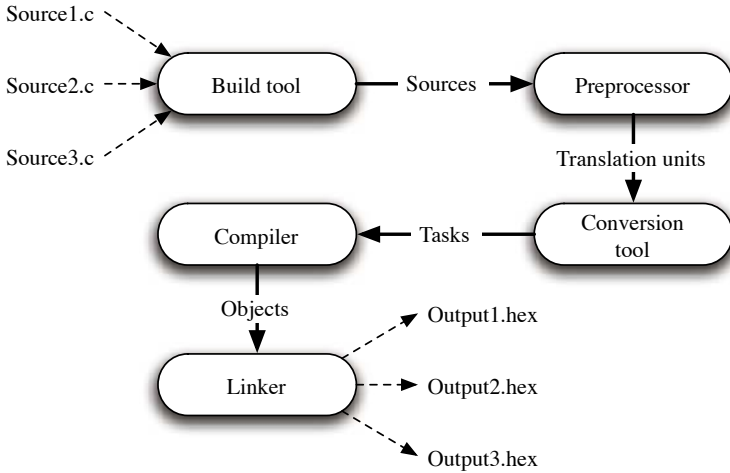 Source1.c
Source2.c
Source3.c
Build tool
Sources
Preprocessor
Translation units
Conversion
tool
Tasks
Compiler
Objects
Linker
Output1.hex
Output2.hex
Output3.hex